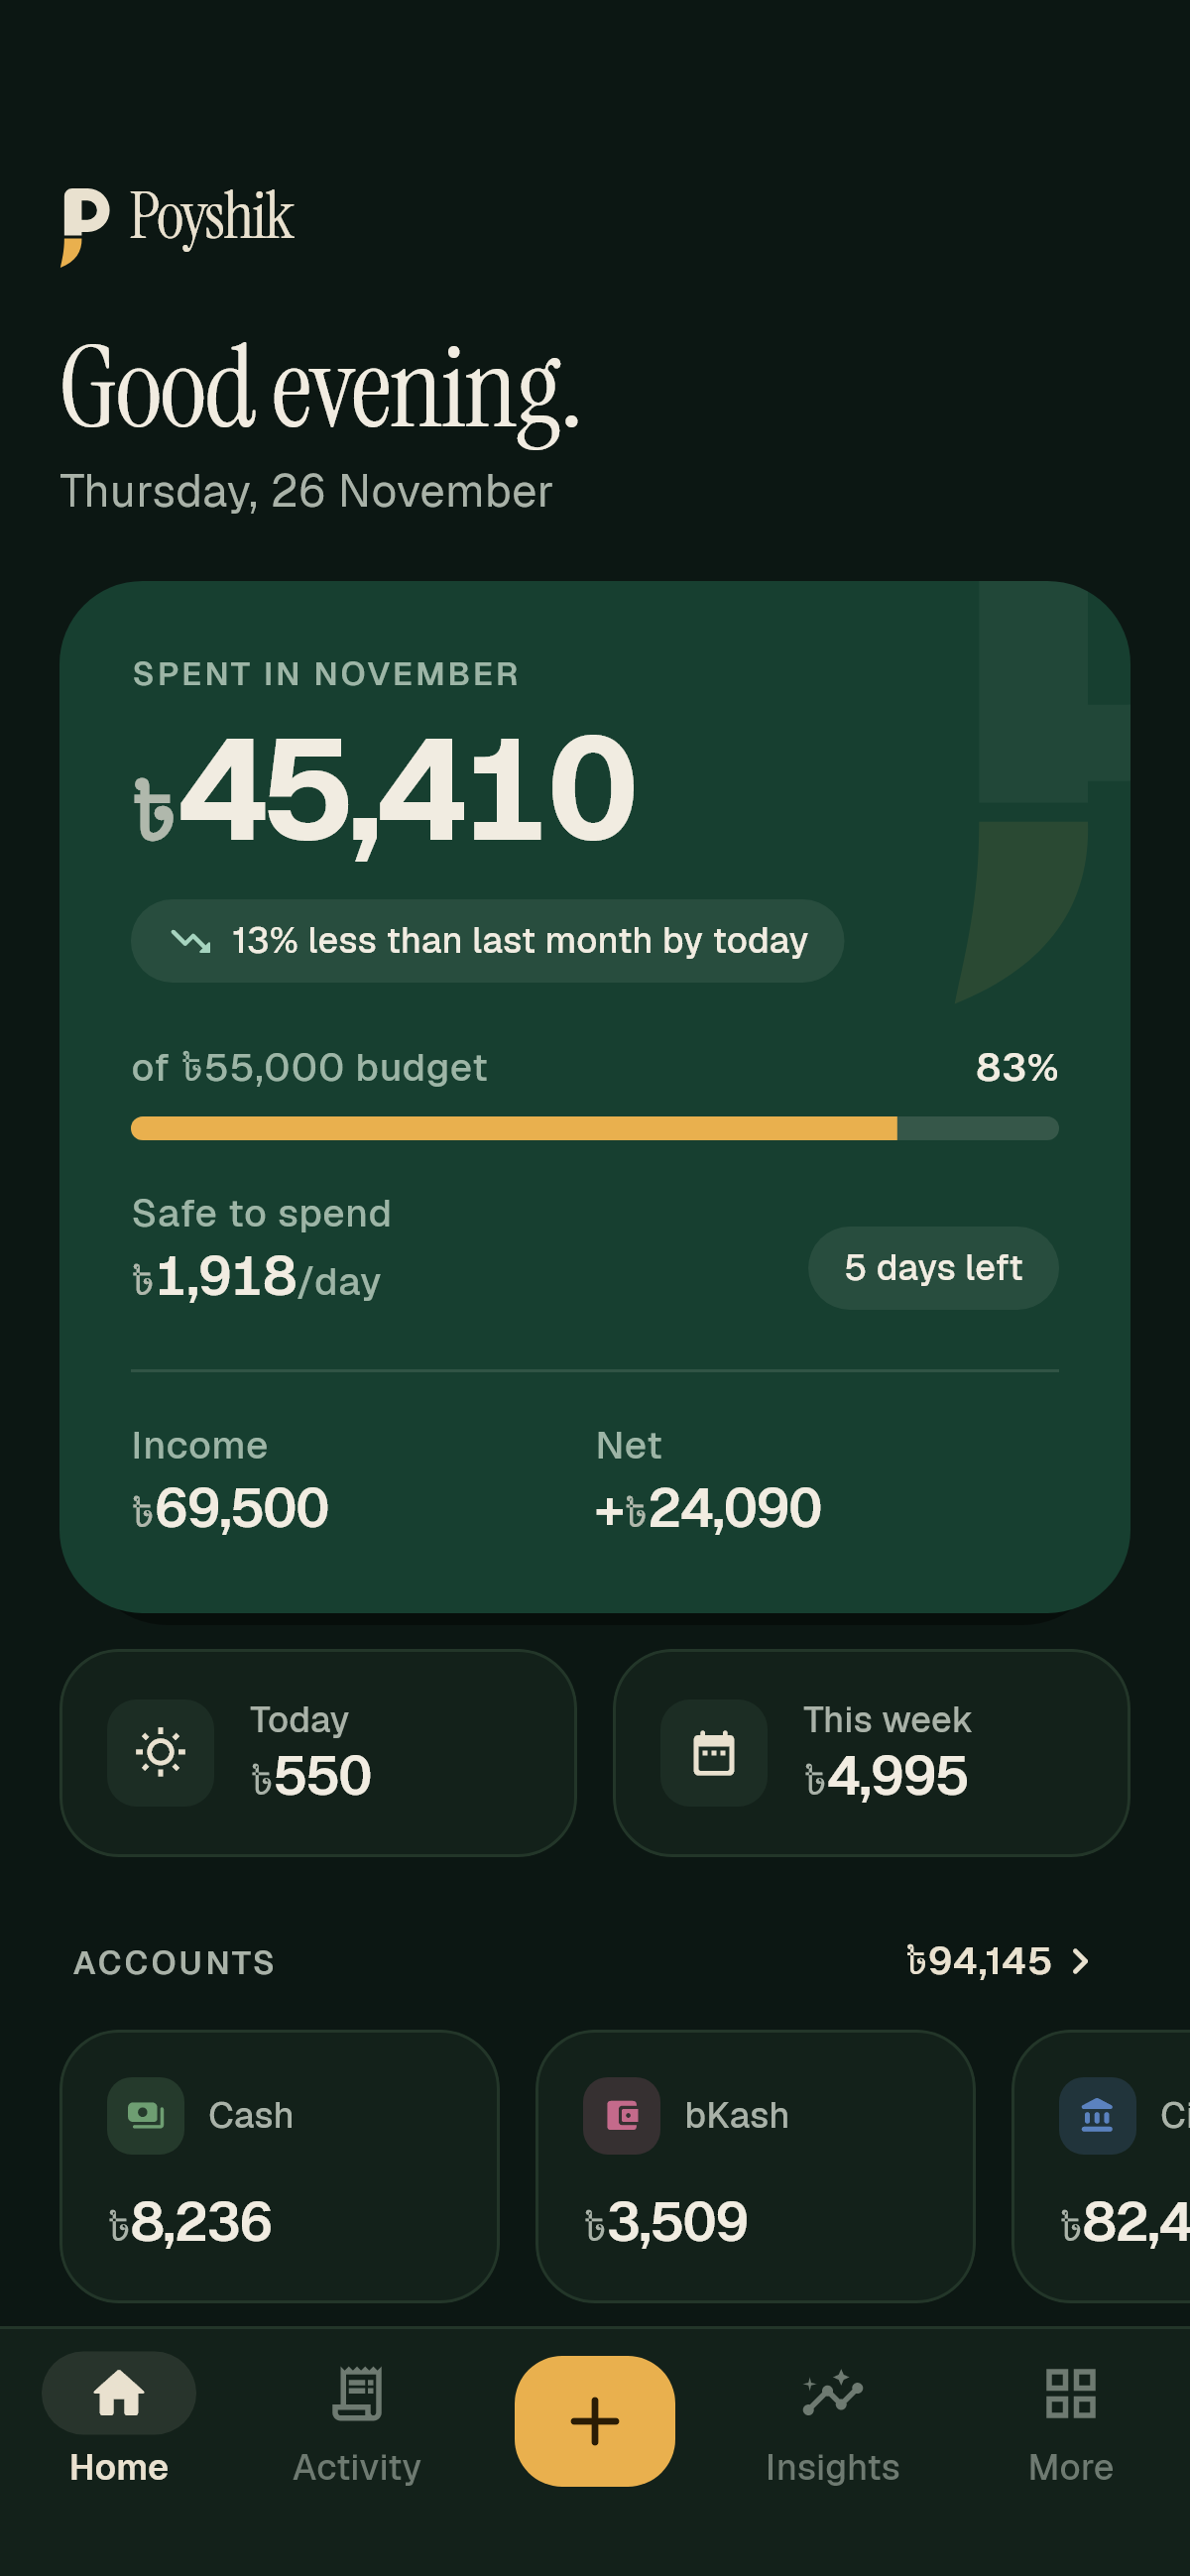 Poyshik
Good evening.
Thursday, 26 November
SPENT IN NOVEMBER
৳45,410
13% less than last month by today
of ৳55,000 budget 83%
Safe to spend
৳1,918/day 5 days left
Income Net
৳69,500 +৳24,090
Today This week
৳550 ৳4,995
ACCOUNTS ৳94,145
Cash bKash Ci
৳8,236 ৳3,509 ৳82,4
Home Activity Insights More